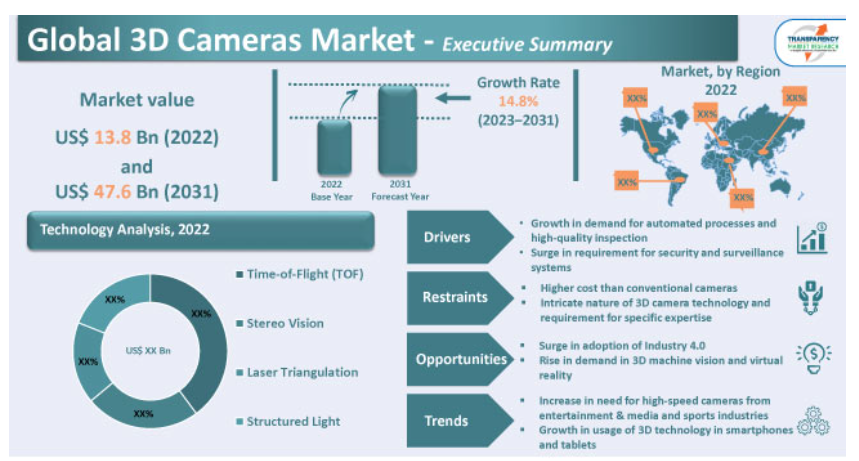 Global 3D Cameras Market - Executive Summary
TRANSPARENCY
MARKET RESEARCH
Market value
US$ 13.8 Bn (2022)
and
US$ 47.6 Bn (2031)
2022
Base Year
2031
Forecast Year
Growth Rate
14.8%
(2023–2031)
Market, by Region
2022
XX%
XX%
XX%
XX%
XX%
Technology Analysis, 2022
XX%
XX%
XX%
XX%
US$ XX Bn
■ Time-of-Flight (TOF)
■ Stereo Vision
■ Laser Triangulation
■ Structured Light
Drivers
• Growth in demand for automated processes and
high-quality inspection
• Surge in requirement for security and surveillance
systems
Restraints
▪ Higher cost than conventional cameras
▪ Intricate nature of 3D camera technology and
requirement for specific expertise
Opportunities
▪ Surge in adoption of Industry 4.0
▪ Rise in demand in 3D machine vision and virtual
reality
Trends
▪ Increase in need for high-speed cameras from
entertainment & media and sports industries
▪ Growth in usage of 3D technology in smartphones
and tablets